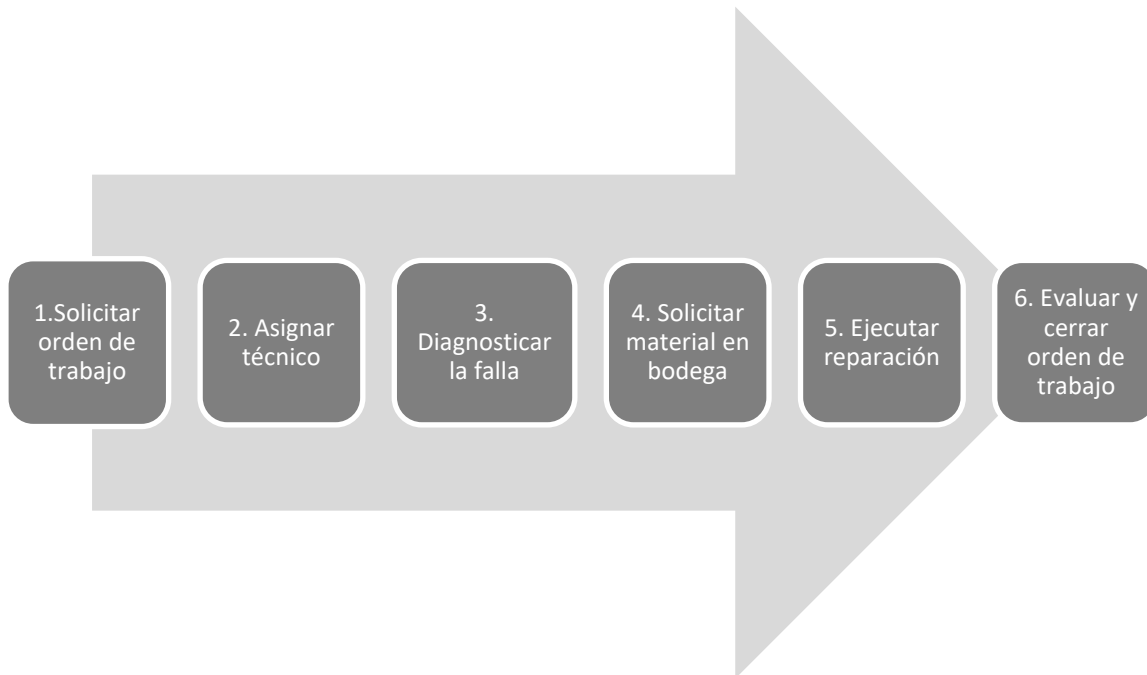 1.Solicitar
orden de
trabajo
2. Asignar
técnico
3.
Diagnosticar
la falla
4. Solicitar
material en
bodega
5. Ejecutar
reparación
6. Evaluar y
cerrar
orden de
trabajo